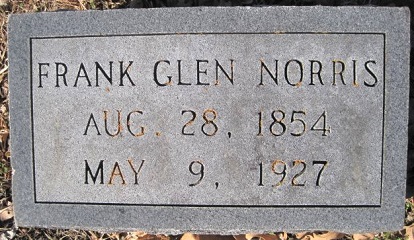 FRANK GLEN NORRIS
AUG. 28, 1854
MAY 9, 1927